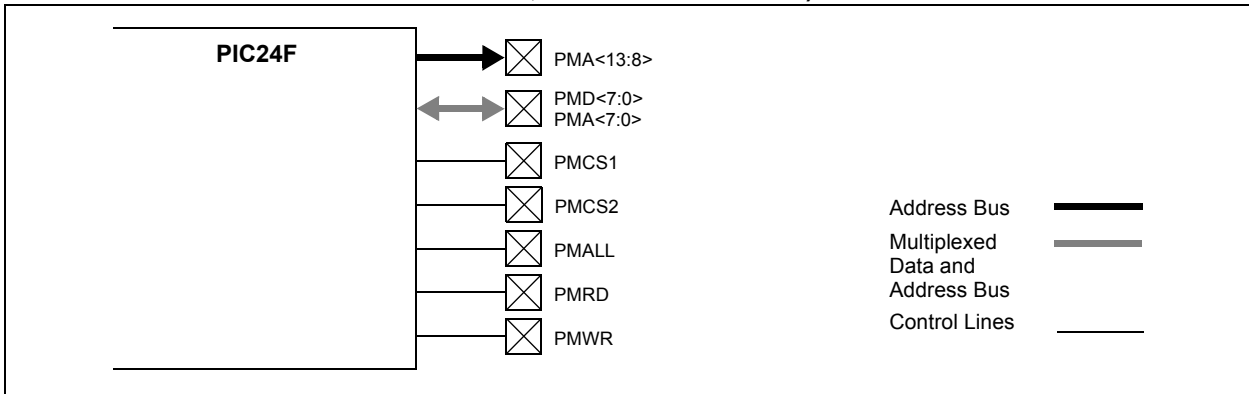 PIC24F
PMA<13:8>
PMD<7:0>
PMA<7:0>
PMCS1
PMCS2
PMALL
PMRD
PMWR
Address Bus
Multiplexed
Data and
Address Bus
Control Lines